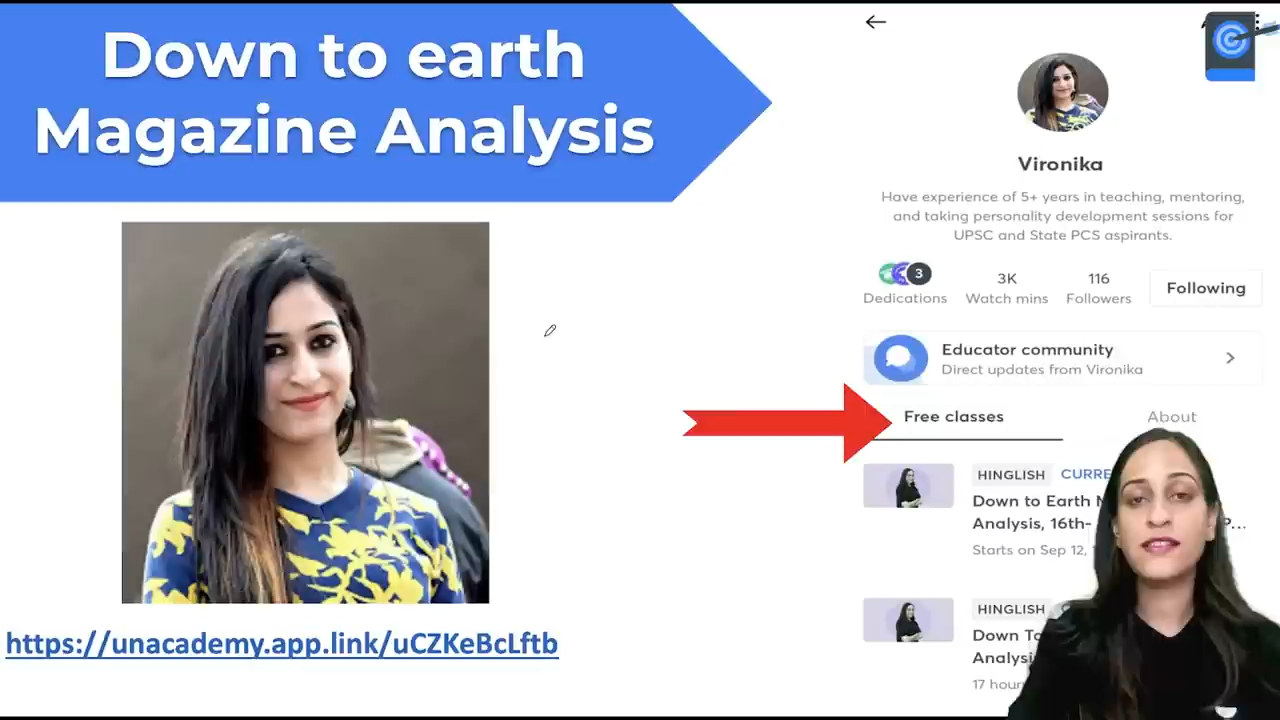 Down to earth
Magazine Analysis
https://unacademy.app.link/uCZKeBcLftb
Vironika
Have experience of 5+ years in teaching, mentoring,
and taking personality development sessions for
UPSC and State PCS aspirants.
3
Dedications
3K
Watch mins
116
Followers
Following
Educator community
Direct updates from Vironika
Free classes
About
HINGLISH
Down to Earth
Analysis, 16th-
Starts on Sep 12,
HINGLISH
Down
Analysis
17